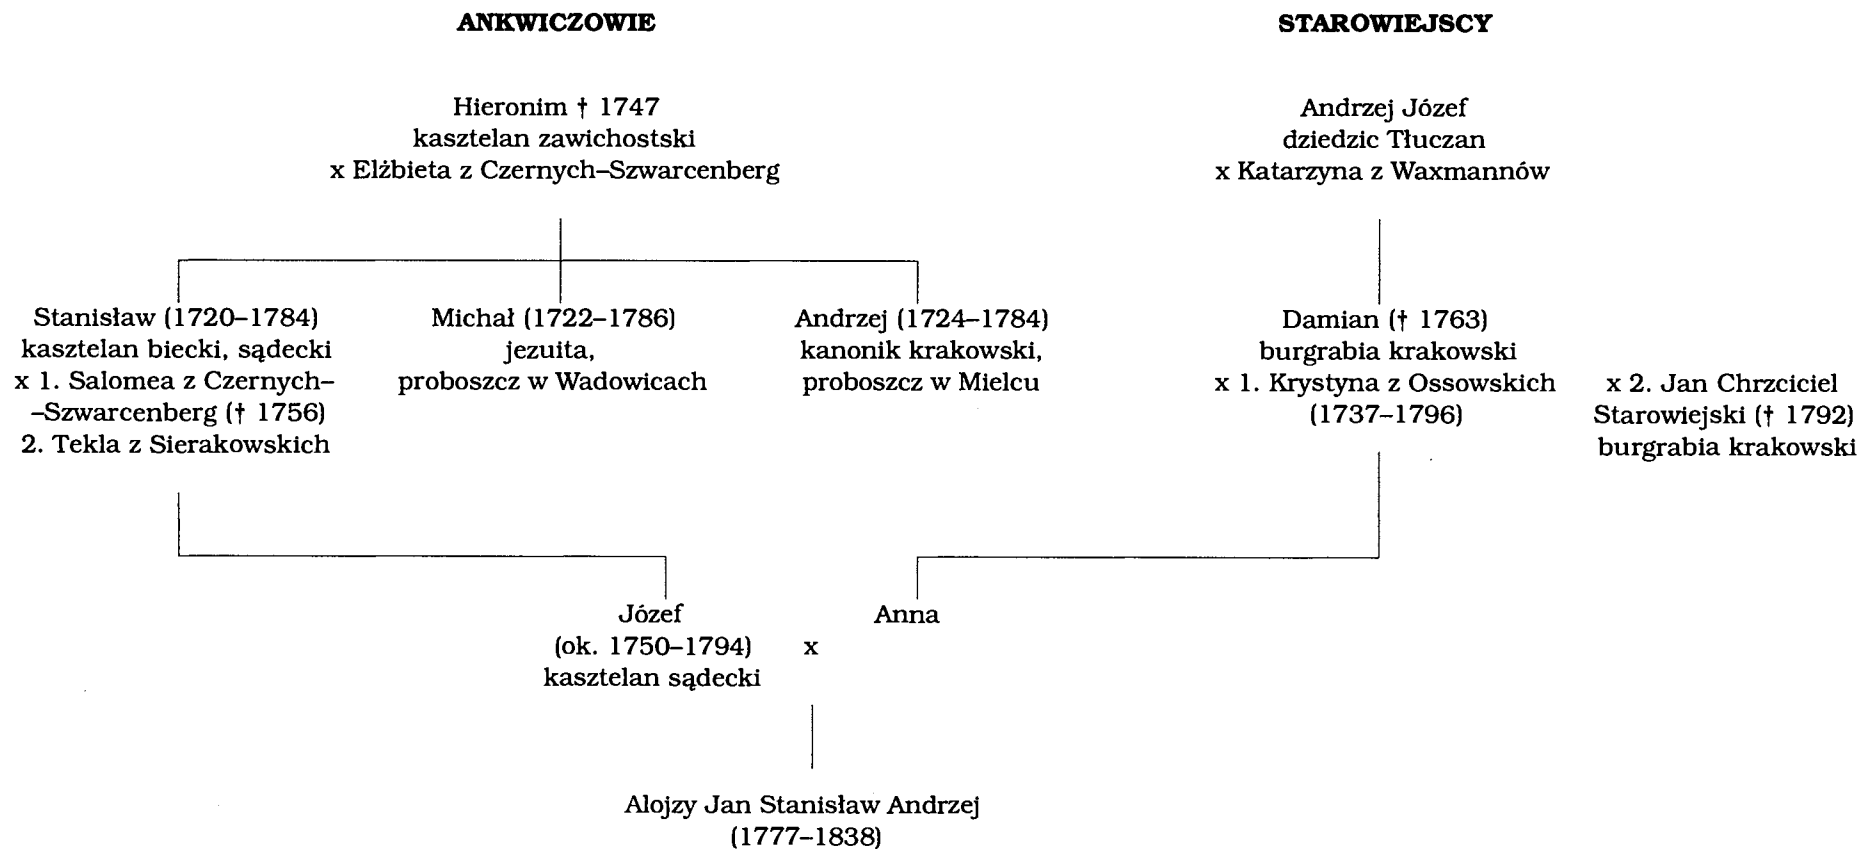 ANKWICZOWIE
STAROWIEJSCY
Hieronim † 1747
kasztelan zawichostski
x Elżbieta z Czernych–Szwarcenberg
Andrzej Józef
dziedzic Tłuczan
x Katarzyna z Waxmannów
Stanisław (1720–1784)
kasztelan biecki, sądecki
x 1. Salomea z Czernych–
–Szwarcenberg († 1756)
2. Tekla z Sierakowskich
Michał (1722–1786)
jezuita,
proboszcz w Wadowicach
Andrzej (1724–1784)
kanonik krakowski,
proboszcz w Mielcu
Damian († 1763)
burgrabia krakowski
x 1. Krystyna z Ossowskich
(1737–1796)
x 2. Jan Chrzciciel
Starowiejski († 1792)
burgrabia krakowski
Józef
(ok. 1750–1794)
kasztelan sądecki
x
Anna
Alojzy Jan Stanisław Andrzej
(1777–1838)